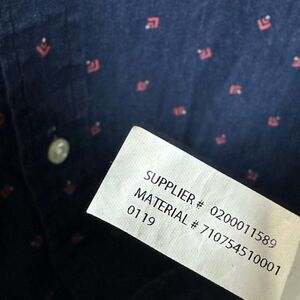 SUPPLIER # 0200011589
MATERIAL # 710754510001
0119